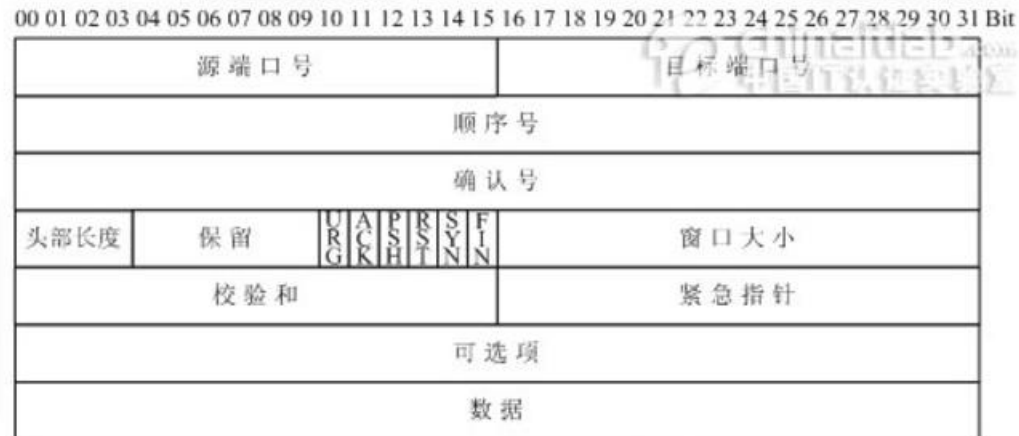 00 01 02 03 04 05 06 07 08 09 10 11 12 13 14 15 16 17 18 19 20 21 22 23 24 25 26 27 28 29 30 31 Bit
源端口号 目标端口号
顺序号
确认号
头部长度 保留 URG ACK PSH RST SYN FIN 窗口大小
校验和 紧急指针
可选项
数据